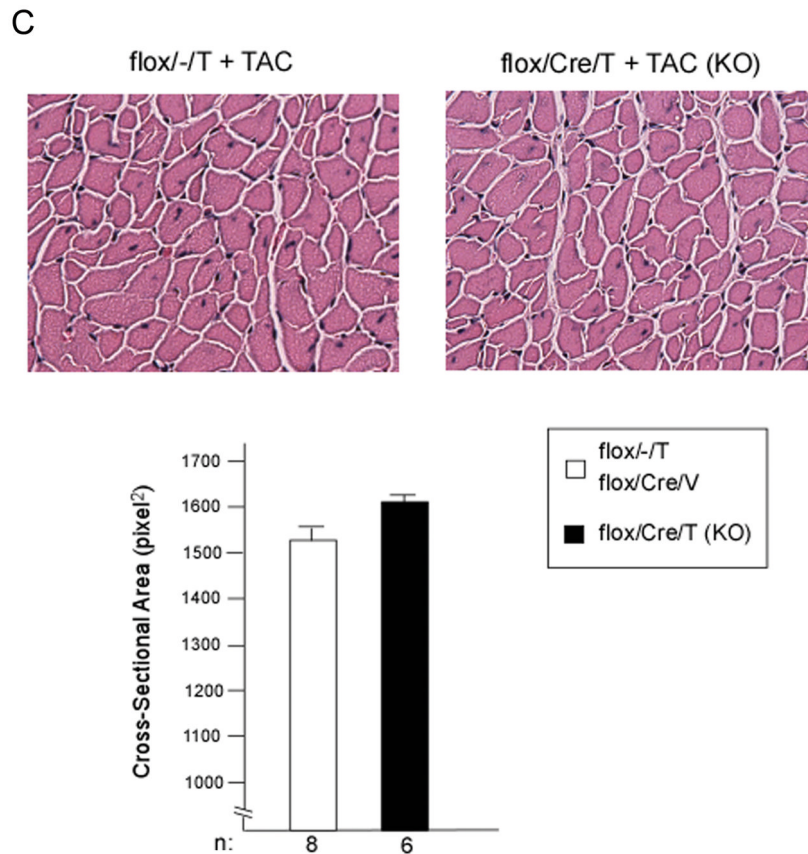 C
flox/-/T + TAC
flox/Cre/T + TAC (KO)
Cross-Sectional Area (pixel²)
1700
1600
1500
1400
1300
1200
1100
1000
n: 8 6
flox/-/T
flox/Cre/V
flox/Cre/T (KO)